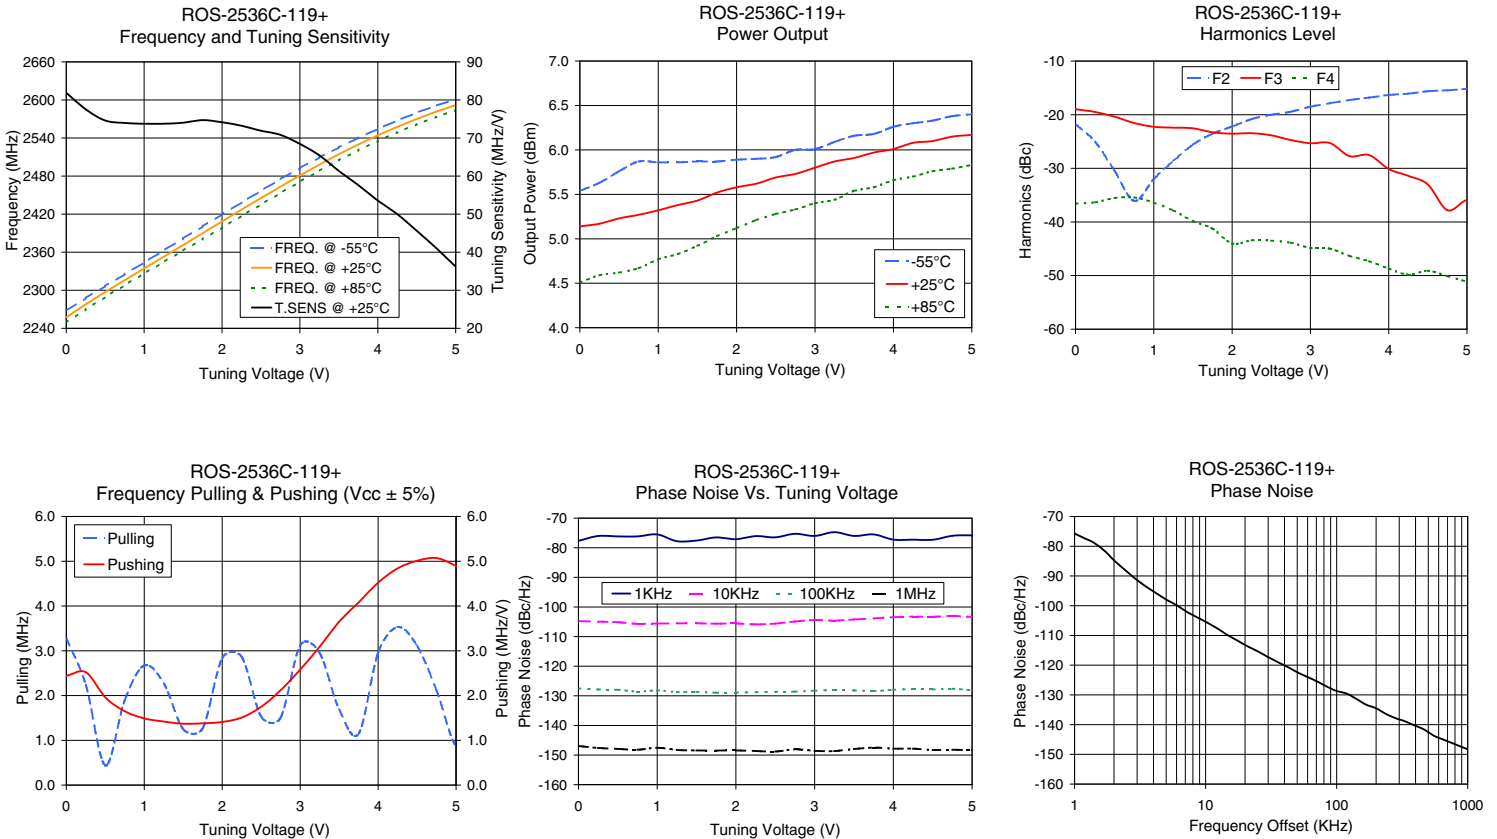 ROS-2536C-119+
Frequency and Tuning Sensitivity
2660
2600
2540
2480
2420
2360
2300
2240
90
80
70
60
50
40
30
20
Frequency (MHz)
Tuning Sensitivity (MHz/V)
FREQ. @ -55°C
FREQ. @ +25°C
FREQ. @ +85°C
T.SENS @ +25°C
0 1 2 3 4 5
Tuning Voltage (V)
ROS-2536C-119+
Power Output
7.0
6.5
6.0
5.5
5.0
4.5
4.0
Output Power (dBm)
-55°C
+25°C
+85°C
0 1 2 3 4 5
Tuning Voltage (V)
ROS-2536C-119+
Harmonics Level
-10
-20
-30
-40
-50
-60
Harmonics (dBc)
F2 F3 F4
0 1 2 3 4 5
Tuning Voltage (V)
ROS-2536C-119+
Frequency Pulling & Pushing (Vcc ± 5%)
6.0
5.0
4.0
3.0
2.0
1.0
0.0
6.0
5.0
4.0
3.0
2.0
1.0
0.0
Pulling (MHz)
Pushing (MHz/V)
Pulling
Pushing
0 1 2 3 4 5
Tuning Voltage (V)
ROS-2536C-119+
Phase Noise Vs. Tuning Voltage
-70
-80
-90
-100
-110
-120
-130
-140
-150
-160
Phase Noise (dBc/Hz)
1KHz 10KHz 100KHz 1MHz
0 1 2 3 4 5
Tuning Voltage (V)
ROS-2536C-119+
Phase Noise
-70
-80
-90
-100
-110
-120
-130
-140
-150
-160
Phase Noise (dBc/Hz)
1 10 100 1000
Frequency Offset (KHz)